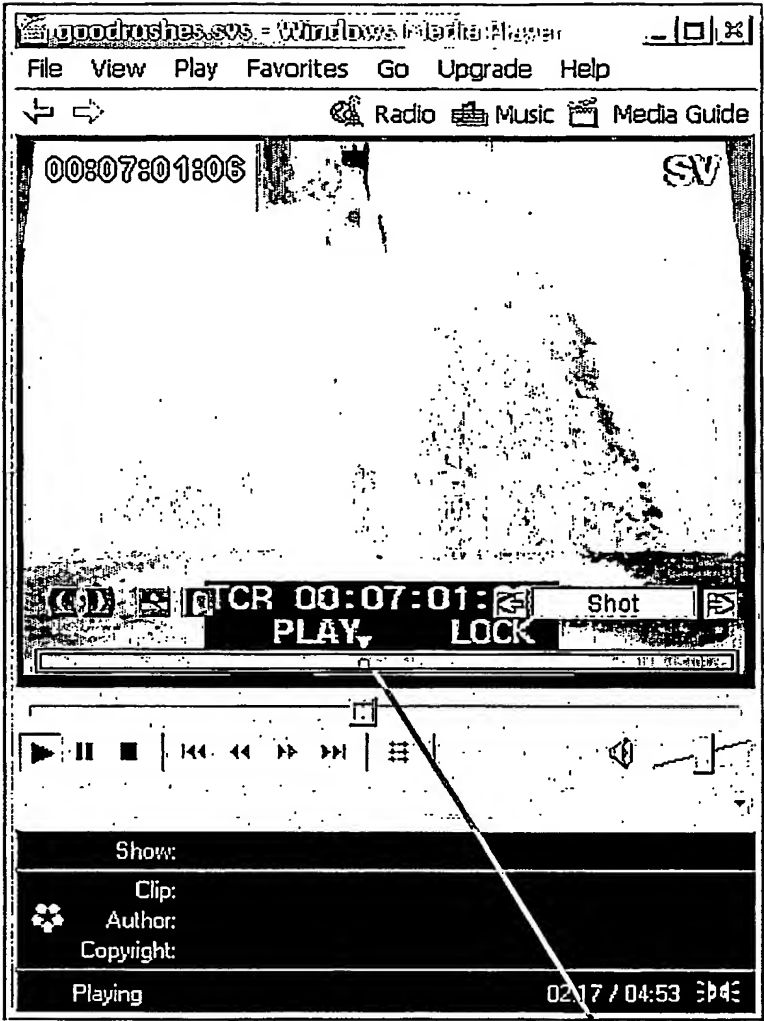 goodrushes.svs - Windows Media Player
File View Play Favorites Go Upgrade Help
Radio Music Media Guide
00:07:01:06 SV
TCR 00:07:01: Shot
PLAY LOCK
Show:
Clip:
Author:
Copyright:
Playing 02:17 / 04:53